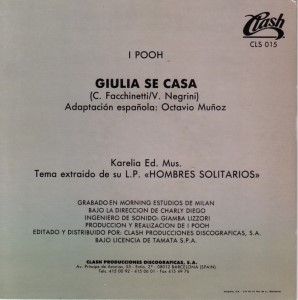 Clash
CLS 015
I POOH
GIULIA SE CASA
(C. Facchinetti/V. Negrini)
Adaptación española: Octavio Muñoz
Karelia Ed. Mus.
Tema extraido de su L.P. «HOMBRES SOLITARIOS»
GRABADO EN MORNING ESTUDIOS DE MILAN
BAJO LA DIRECCION DE CHARLY DIEGO
INGENIERO DE SONIDO: GIAMBA LIZZORI
PRODUCCION Y REALIZACION DE I POOH
EDITADO Y DISTRIBUIDO POR: CLASH PRODUCCIONES DISCOGRAFICAS, S.A.
BAJO LICENCIA DE TAMATA S.P.A.
CLASH PRODUCCIONES DISCOGRAFICAS, S.A.
08012 BARCELONA (SPAIN)